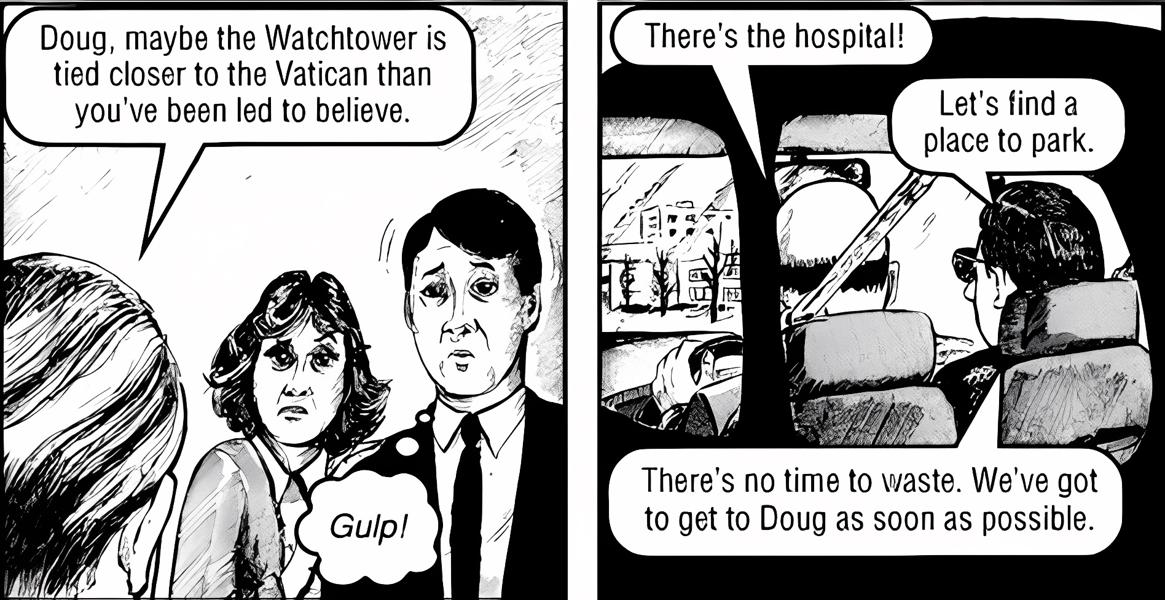 Doug, maybe the Watchtower is
tied closer to the Vatican than
you've been led to believe.
Gulp!
There's the hospital!
Let's find a
place to park.
There's no time to waste. We've got
to get to Doug as soon as possible.